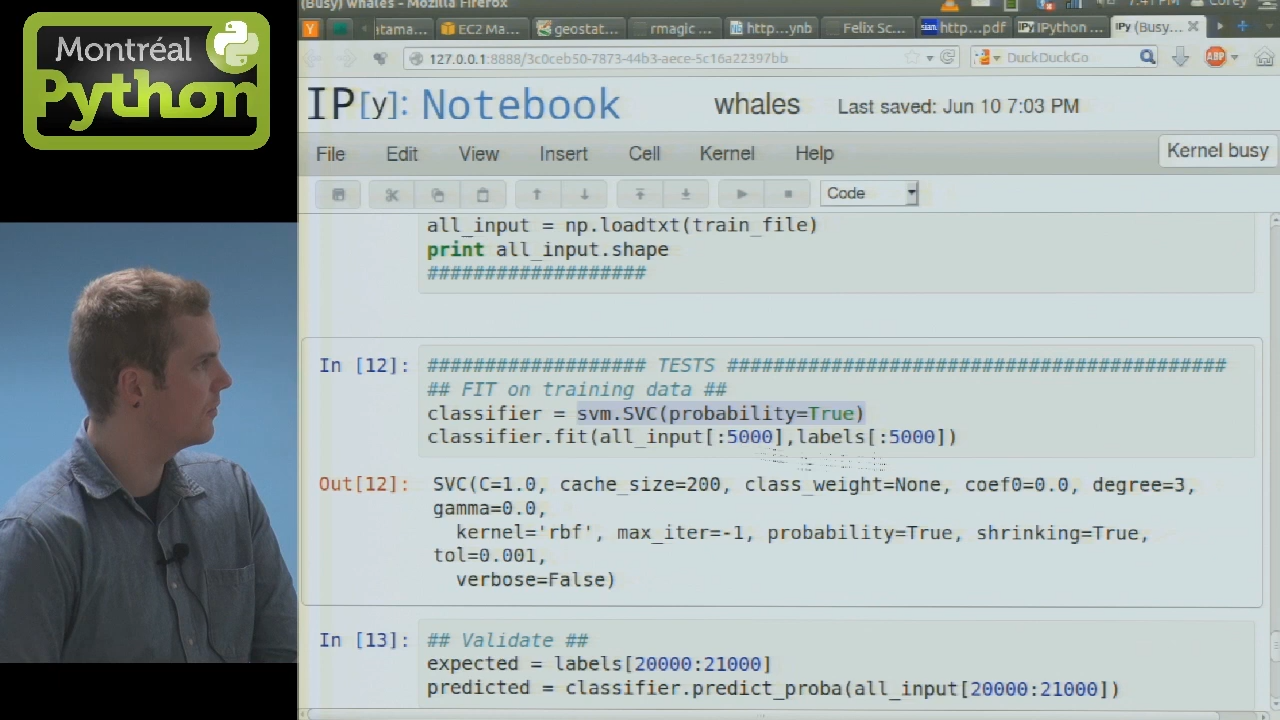 Montréal
Python
(Busy) whales - Mozilla Firefox
7:41 PM Corey
Y
itama... EC2 Ma... geostat... rmagic ... http...ynb Felix Sc... http...pdf IPython ... (Busy...
127.0.0.1:8888/3c0ceb50-7873-44b3-aece-5c16a22397bb
DuckDuckGo
ABP
IP[y]: Notebook whales Last saved: Jun 10 7:03 PM
File Edit View Insert Cell Kernel Help Kernel busy
Code
all_input = np.loadtxt(train_file)
print all_input.shape
###################
In [12]: ################### TESTS ###########################################
## FIT on training data ##
classifier = svm.SVC(probability=True)
classifier.fit(all_input[:5000],labels[:5000])
Out[12]: SVC(C=1.0, cache_size=200, class_weight=None, coef0=0.0, degree=3,
gamma=0.0,
kernel='rbf', max_iter=-1, probability=True, shrinking=True,
tol=0.001,
verbose=False)
In [13]: ## Validate ##
expected = labels[20000:21000]
predicted = classifier.predict_proba(all_input[20000:21000])